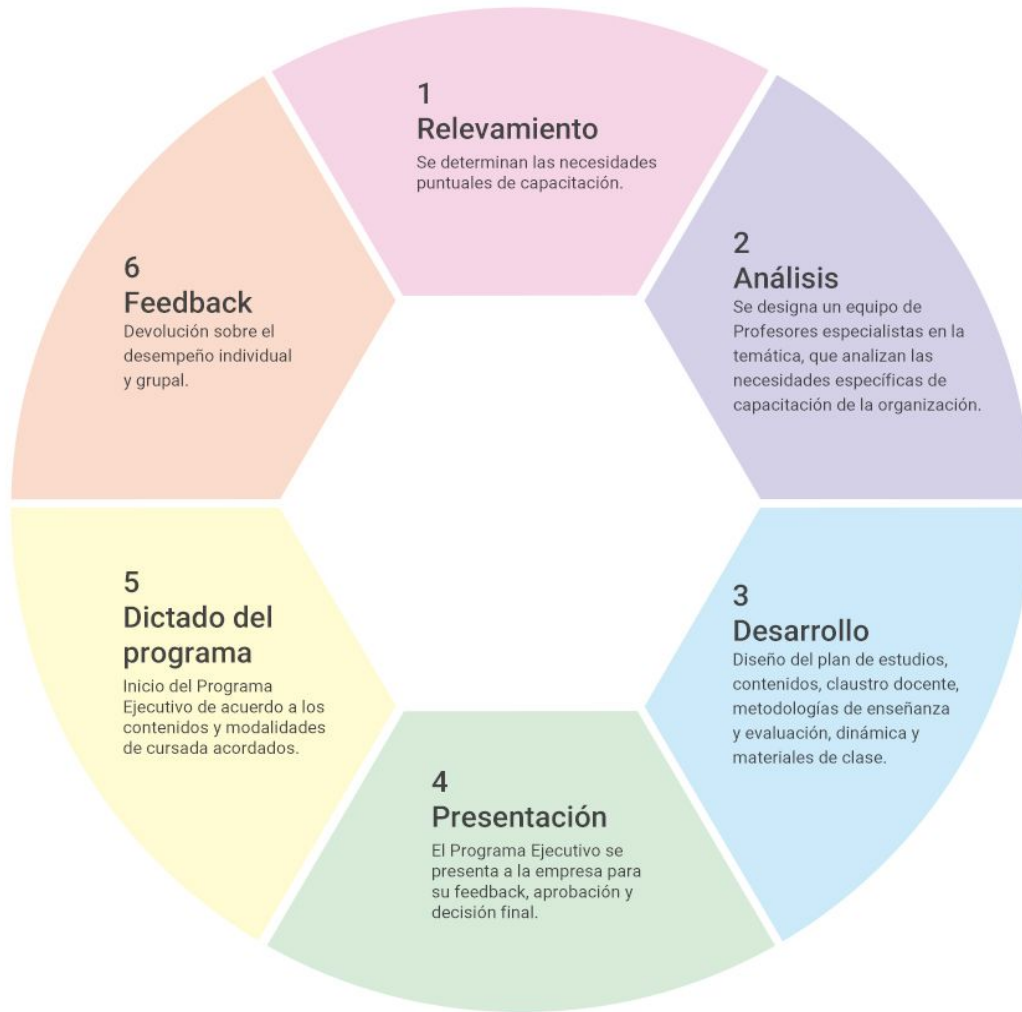 1
Relevamiento
Se determinan las necesidades
puntuales de capacitación.
2
Análisis
Se designa un equipo de
Profesores especialistas en la
temática, que analizan las
necesidades específicas de
capacitación de la organización.
3
Desarrollo
Diseño del plan de estudios,
contenidos, claustro docente,
metodologías de enseñanza
y evaluación, dinámica y
materiales de clase.
4
Presentación
El Programa Ejecutivo se
presenta a la empresa para
su feedback, aprobación y
decisión final.
5
Dictado del
programa
Inicio del Programa
Ejecutivo de acuerdo a los
contenidos y modalidades
de cursada acordados.
6
Feedback
Devolución sobre el
desempeño individual
y grupal.